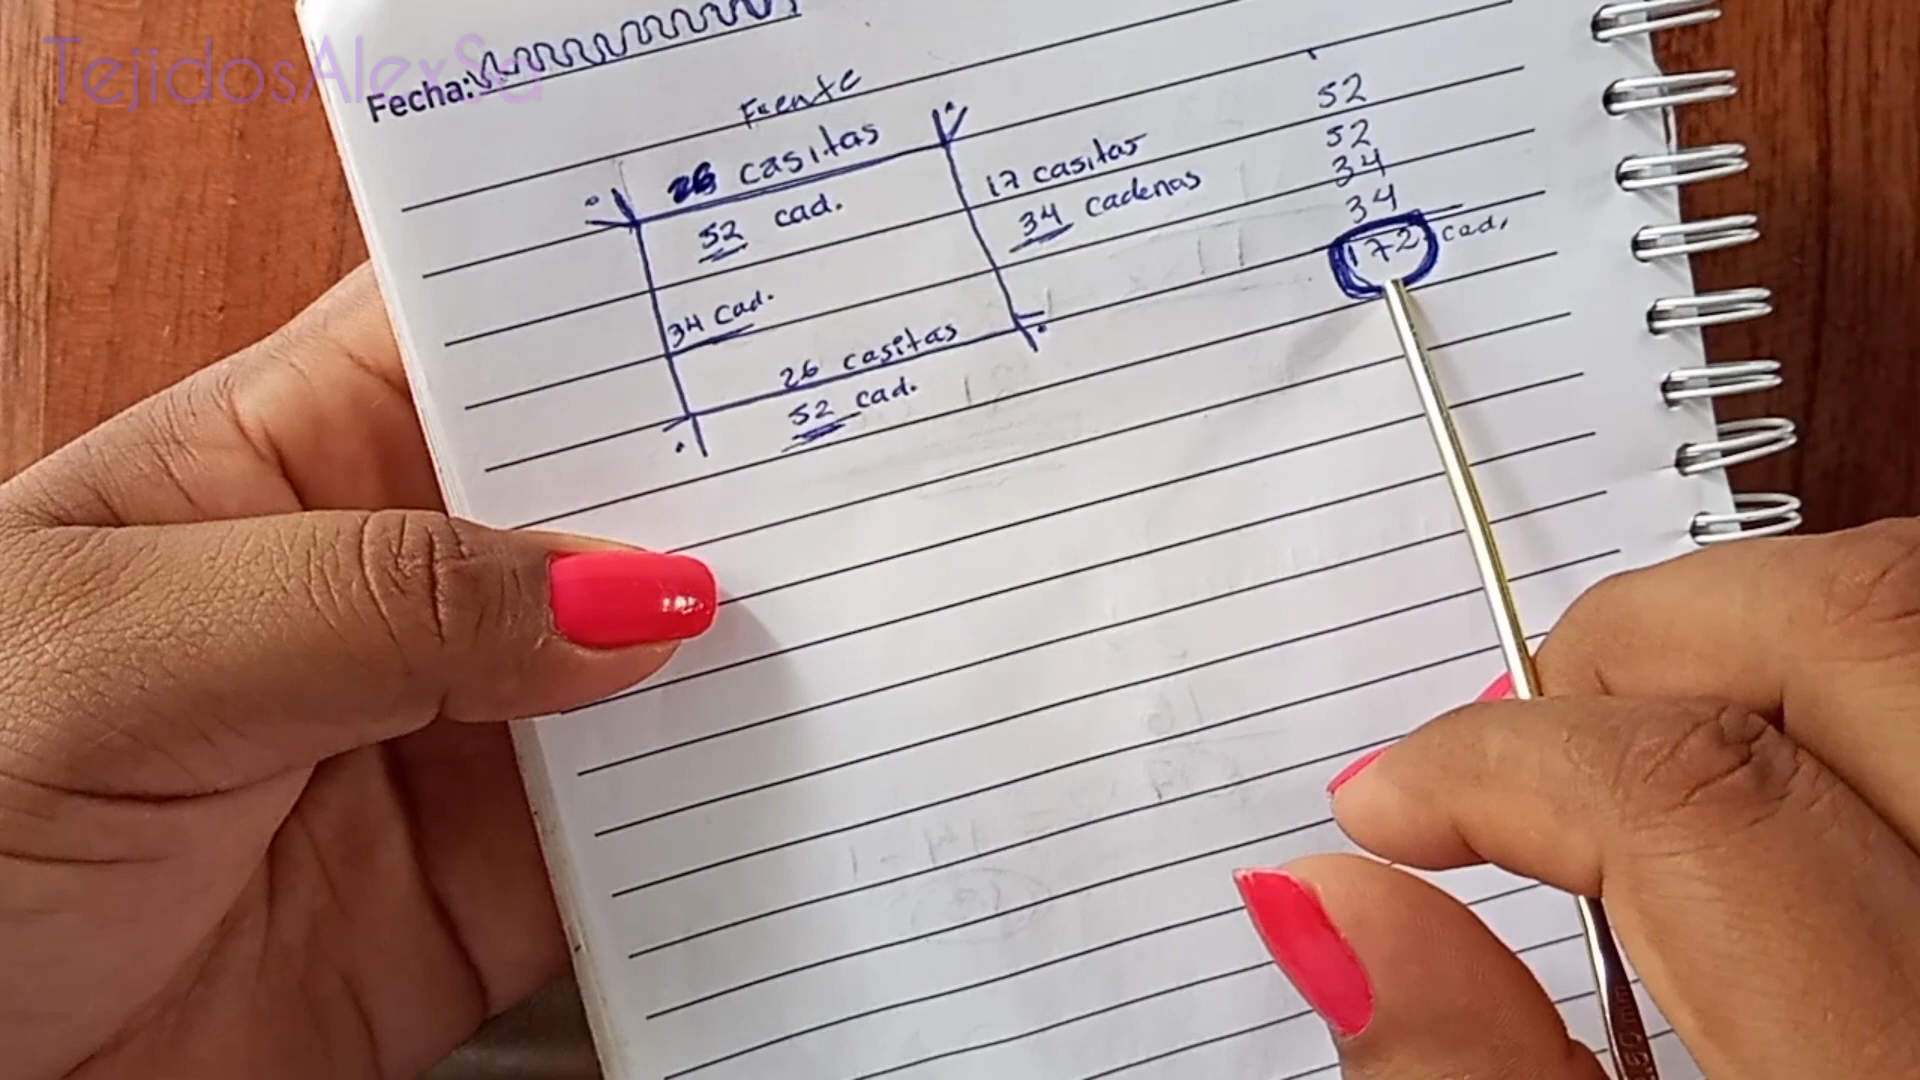 TejidosAlexSa
Fecha:
Frente
26 casitas
52 cad.
17 casitas
34 cadenas
34 cad.
26 casitas
52 cad.
52
52
34
34
172 cad.